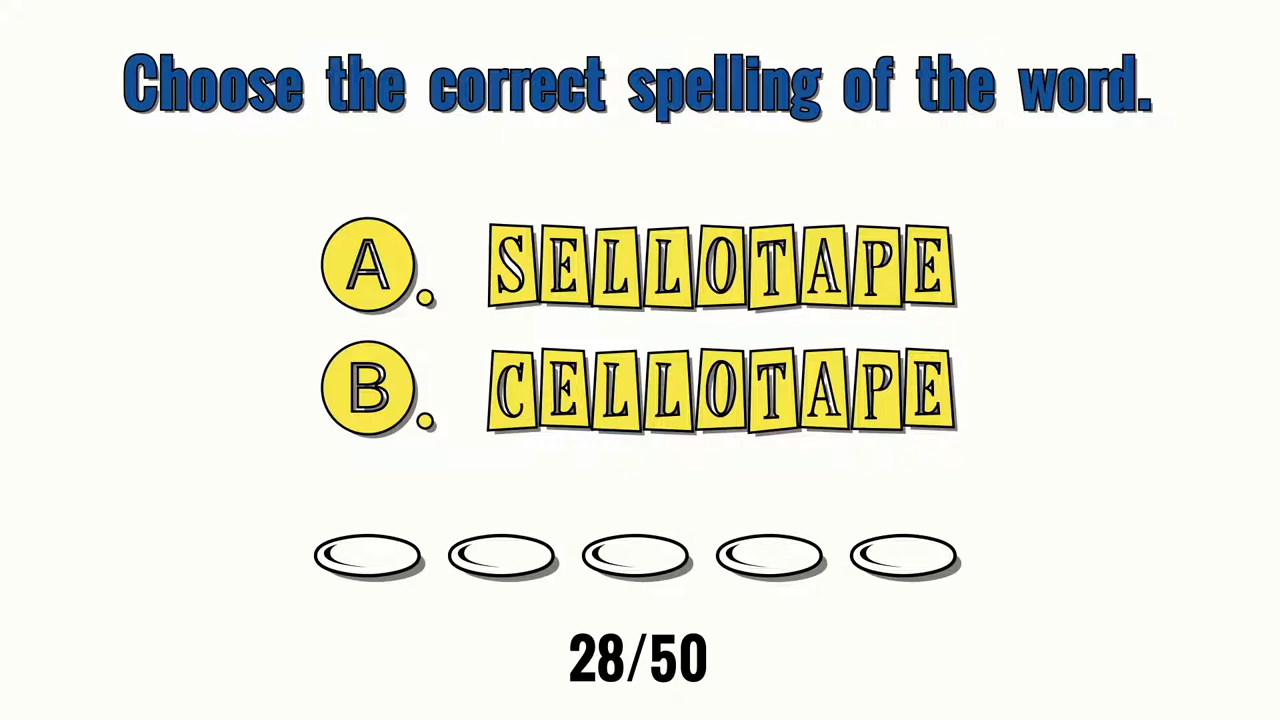 Choose the correct spelling of the word.
A. SELLOTAPE
B. CELLOTAPE
28/50